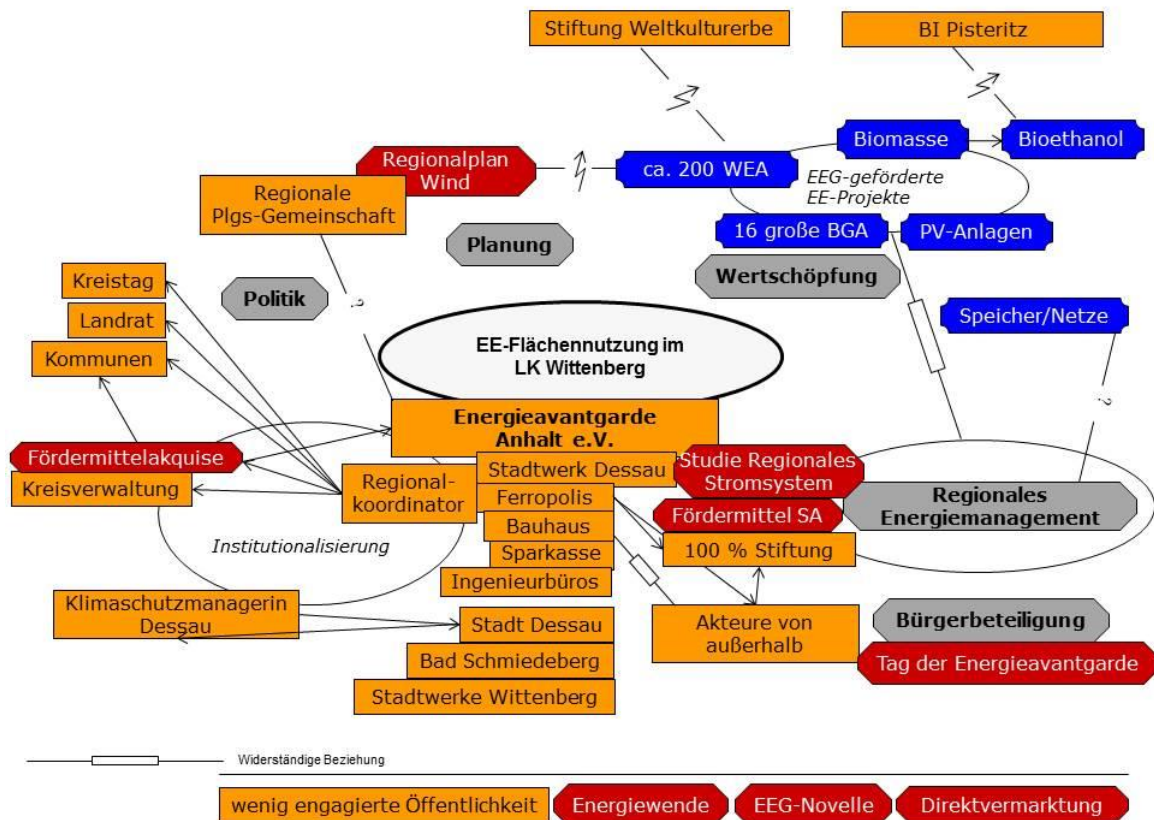 Stiftung Weltkulturerbe
BI Pisteritz
Biomasse
Bioethanol
Regionalplan
Wind
ca. 200 WEA
EEG-geförderte
EE-Projekte
Regionale
Plgs-Gemeinschaft
16 große BGA
PV-Anlagen
Planung
Wertschöpfung
Kreistag
Politik
?
Landrat
Speicher/Netze
Kommunen
EE-Flächennutzung im
LK Wittenberg
?
Energieavantgarde
Anhalt e.V.
Fördermittelakquise
Kreisverwaltung
Regional-
koordinator
Stadtwerk Dessau
Studie Regionales
Stromsystem
Ferropolis
Fördermittel SA
Regionales
Energiemanagement
Bauhaus
Sparkasse
100 % Stiftung
Institutionalisierung
Ingenieurbüros
Klimaschutzmanagerin
Dessau
Stadt Dessau
Akteure von
außerhalb
Bürgerbeteiligung
Bad Schmiedeberg
Tag der Energieavantgarde
Stadtwerke Wittenberg
Widerständige Beziehung
wenig engagierte Öffentlichkeit
Energiewende
EEG-Novelle
Direktvermarktung